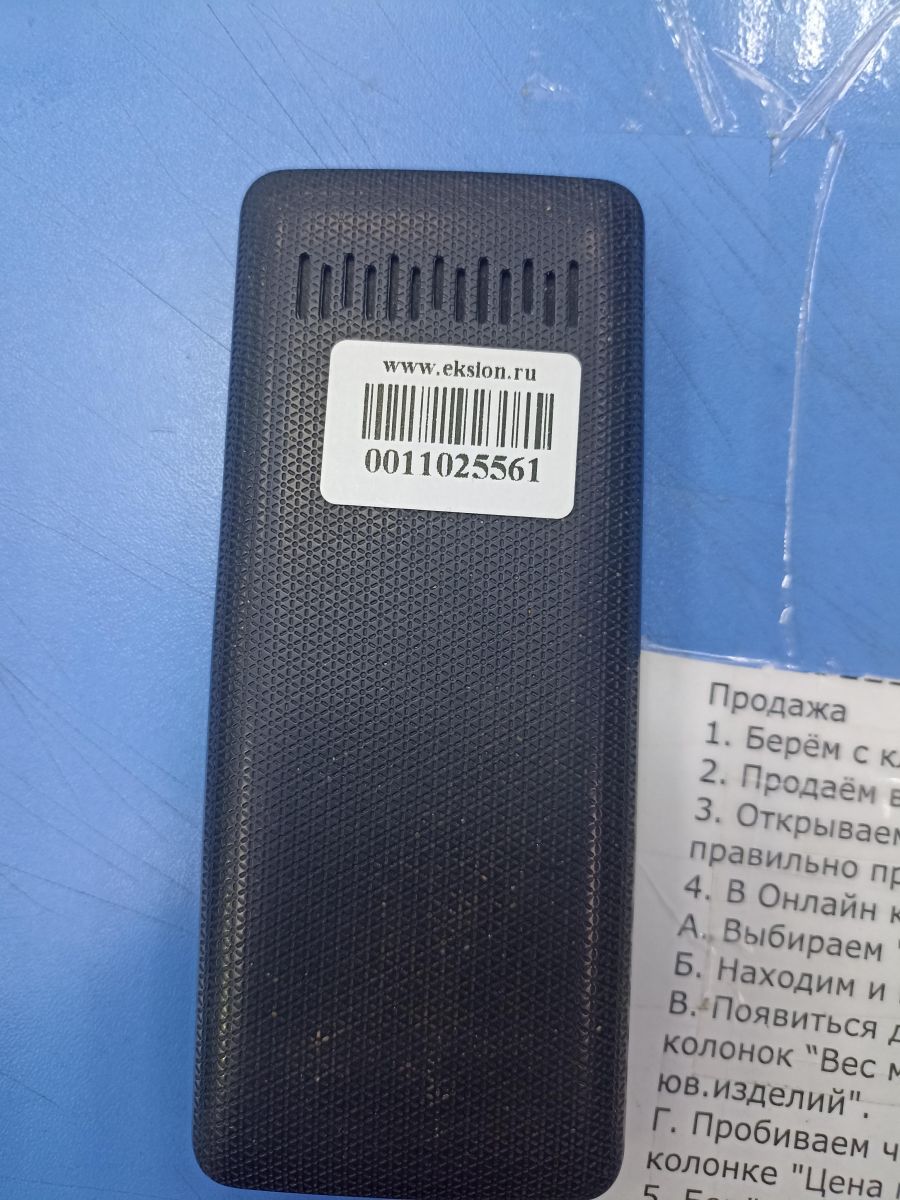 www.ekslon.ru
0011025561
Продажа
1. Берём с
2. Продаём
3. Открываем
правильно
4. В Онлайн
А. Выбираем
Б. Находим и
В. Появиться
колонок “Вес
юв.изделий".
Г. Пробиваем
колонке "Цена